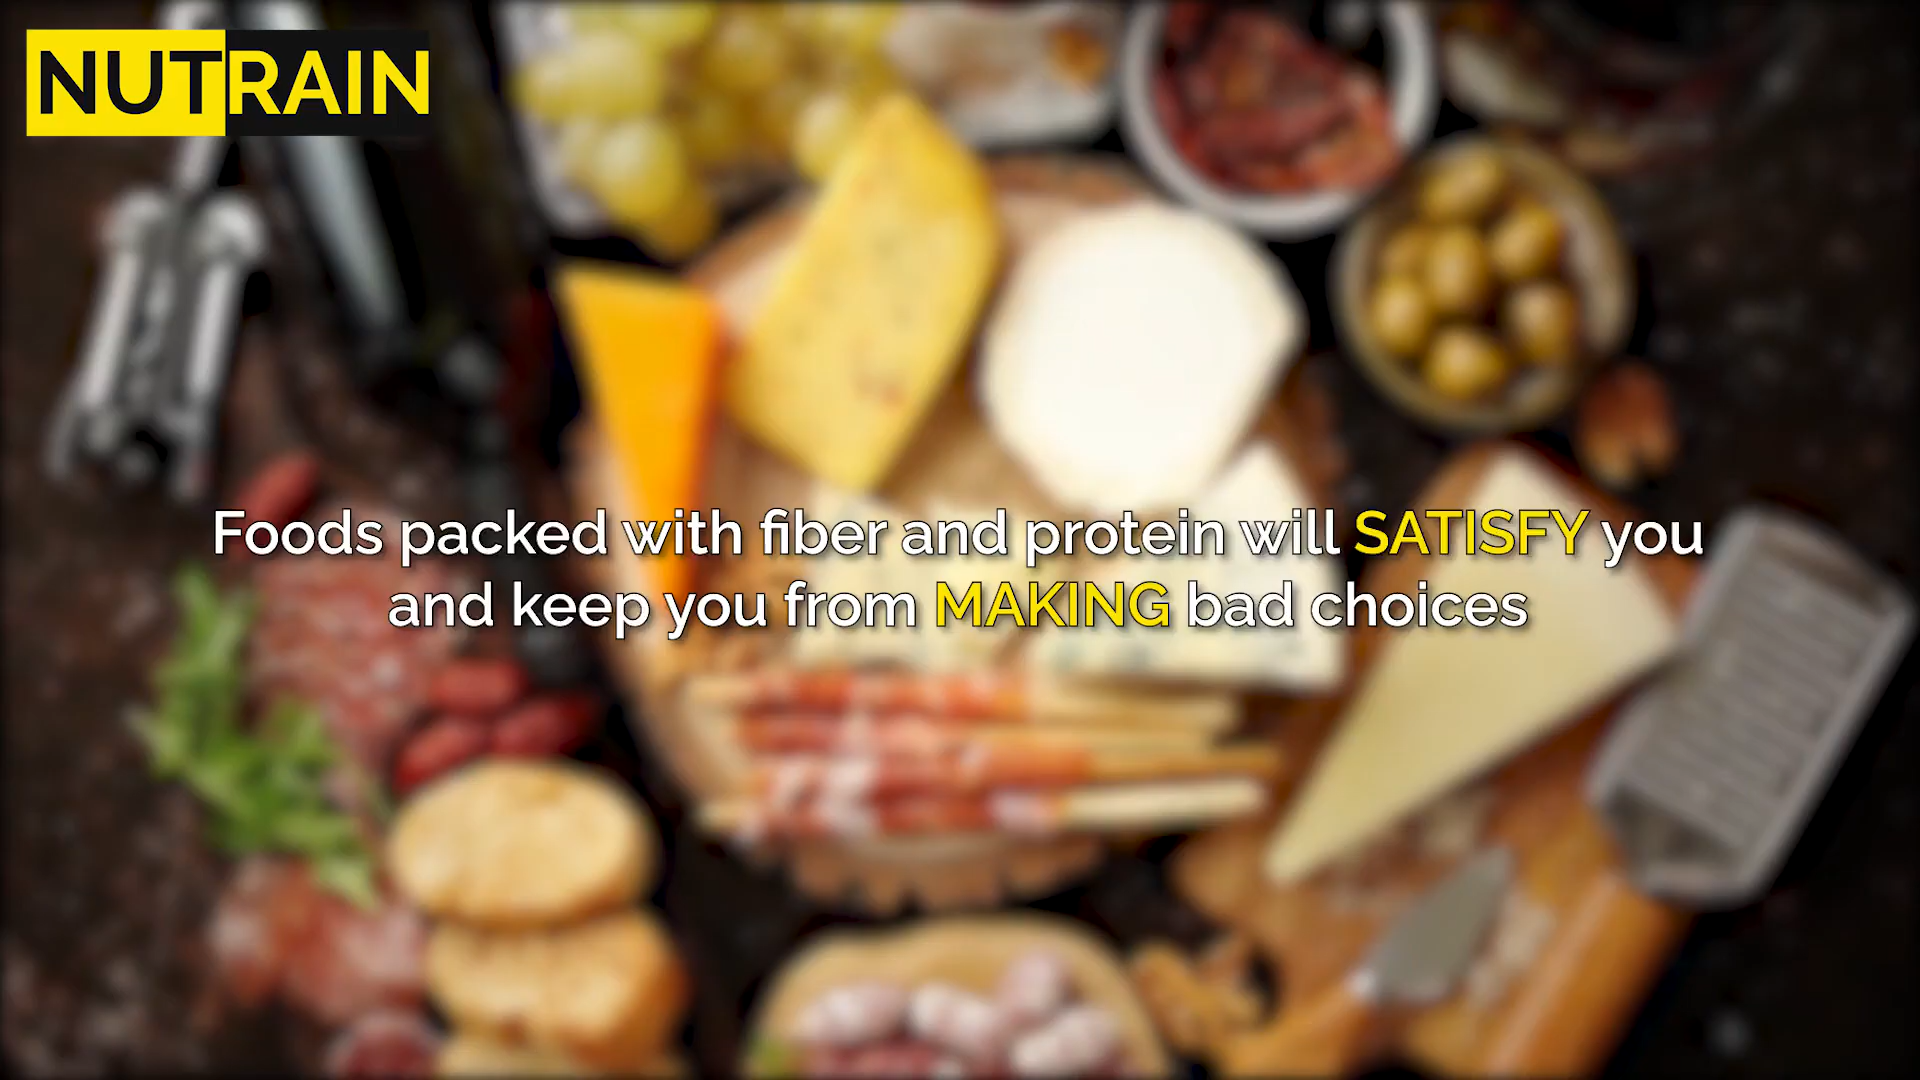 NUTRAIN
Foods packed with fiber and protein will SATISFY you
and keep you from MAKING bad choices